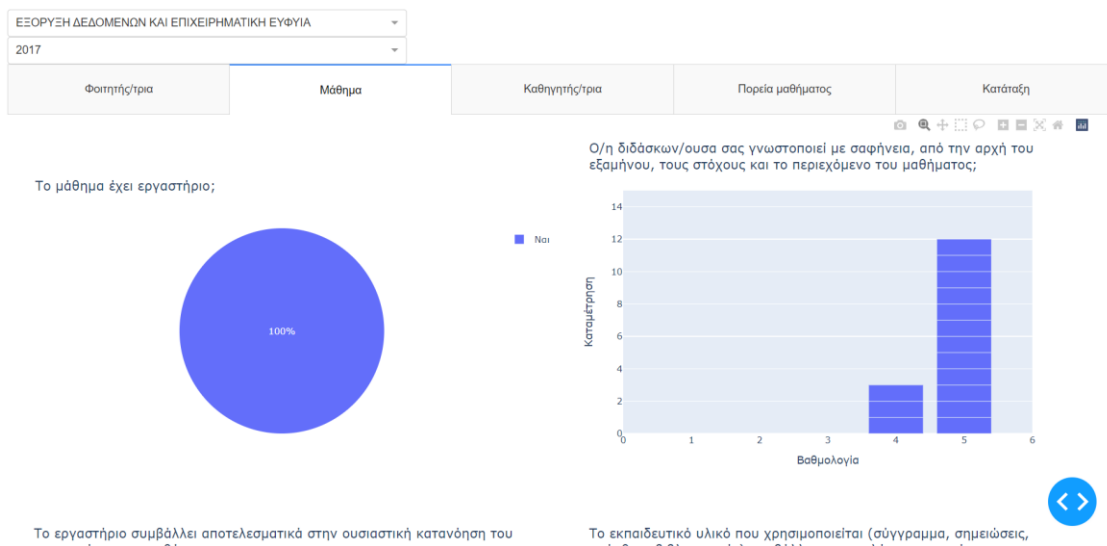 ΕΞΟΡΥΞΗ ΔΕΔΟΜΕΝΩΝ ΚΑΙ ΕΠΙΧΕΙΡΗΜΑΤΙΚΗ ΕΥΦΥΙΑ
2017
Φοιτητής/τρια
Μάθημα
Καθηγητής/τρια
Πορεία μαθήματος
Κατάταξη
Το μάθημα έχει εργαστήριο;
Ναι
100%
Ο/η διδάσκων/ουσα σας γνωστοποιεί με σαφήνεια, από την αρχή του
εξαμήνου, τους στόχους και το περιεχόμενο του μαθήματος;
14
12
10
8
6
4
2
0
Καταμέτρηση
0 1 2 3 4 5 6
Βαθμολογία
Το εργαστήριο συμβάλλει αποτελεσματικά στην ουσιαστική κατανόηση του
Το εκπαιδευτικό υλικό που χρησιμοποιείται (σύγγραμμα, σημειώσεις,